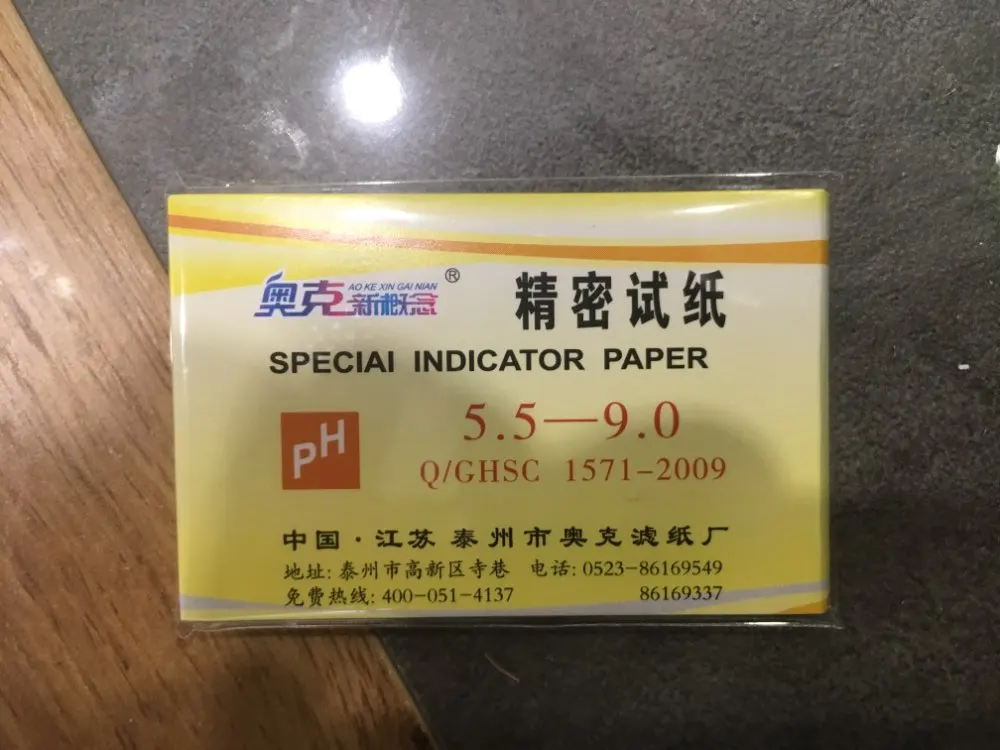 奥克新概念 AO KE XIN GAI NIAN ®
精密试纸
SPECIAI INDICATOR PAPER
pH
5.5—9.0
Q/GHSC 1571-2009
中国·江苏 泰州市奥克滤纸厂
地址: 泰州市高新区寺巷 电话: 0523-86169549
免费热线: 400-051-4137 86169337